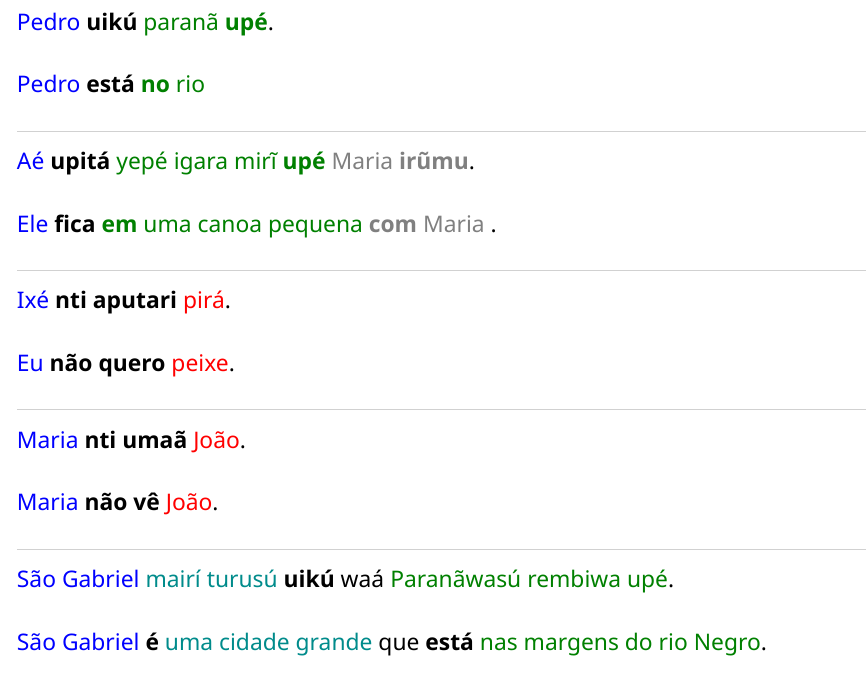 Pedro uikú paranã upé.
Pedro está no rio
Aé upitá yepé igara mirĩ upé Maria irũmu.
Ele fica em uma canoa pequena com Maria .
Ixé nti aputari pirá.
Eu não quero peixe.
Maria nti umaã João.
Maria não vê João.
São Gabriel mairí turusú uikú waá Paranãwasú rembiwa upé.
São Gabriel é uma cidade grande que está nas margens do rio Negro.